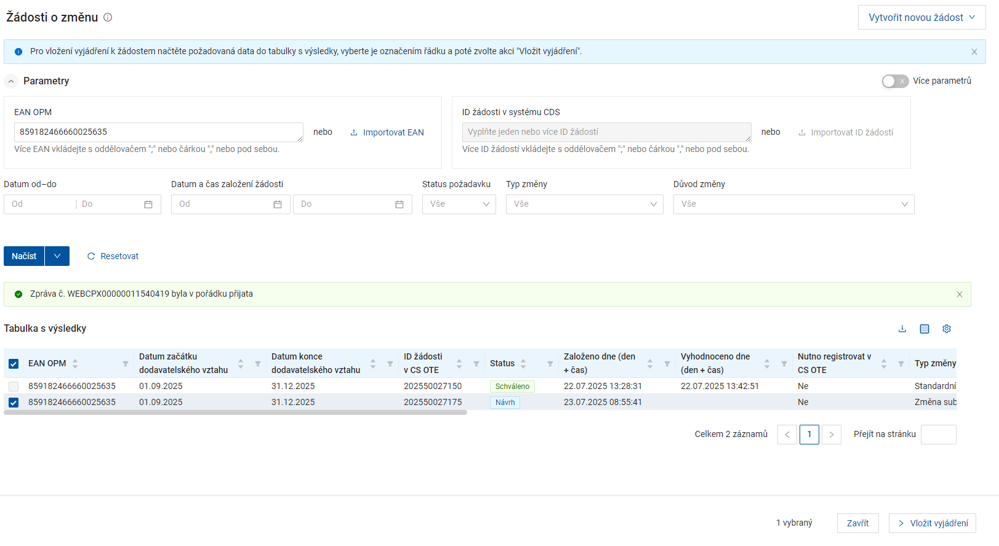 Žádosti o změnu
Vytvořit novou žádost
Pro vložení vyjádření k žádostem načtěte požadovaná data do tabulky s výsledky, vyberte je označením řádku a poté zvolte akci "Vložit vyjádření".
Parametry
Více parametrů
EAN OPM
859182466660025635
nebo
Importovat EAN
Více EAN vkládejte s oddělovačem ";" nebo čárkou "," nebo pod sebou.
ID žádosti v systému CDS
Vyplňte jeden nebo více ID žádostí
nebo
Importovat ID žádostí
Více ID žádostí vkládejte s oddělovačem ";" nebo čárkou "," nebo pod sebou.
Datum od–do
Datum a čas založení žádosti
Status požadavku
Typ změny
Důvod změny
Od
Do
Od
Do
Vše
Vše
Vše
Načíst
Resetovat
Zpráva č. WEBCPX00000011540419 byla v pořádku přijata
Tabulka s výsledky
EAN OPM
Datum začátku
dodavatelského vztahu
Datum konce
dodavatelského vztahu
ID žádosti
v CS OTE
Status
Založeno dne (den
+ čas)
Vyhodnoceno dne
(den + čas)
Nutno registrovat v
CS OTE
Typ změny
859182466660025635 01.09.2025 31.12.2025 202550027150 Schváleno 22.07.2025 13:28:31 22.07.2025 13:42:51 Ne Standardní
859182466660025635 01.09.2025 31.12.2025 202550027175 Návrh 23.07.2025 08:55:41 Ne Změna sub
Celkem 2 záznamů
1
Přejít na stránku
1 vybraný
Zavřít
Vložit vyjádření